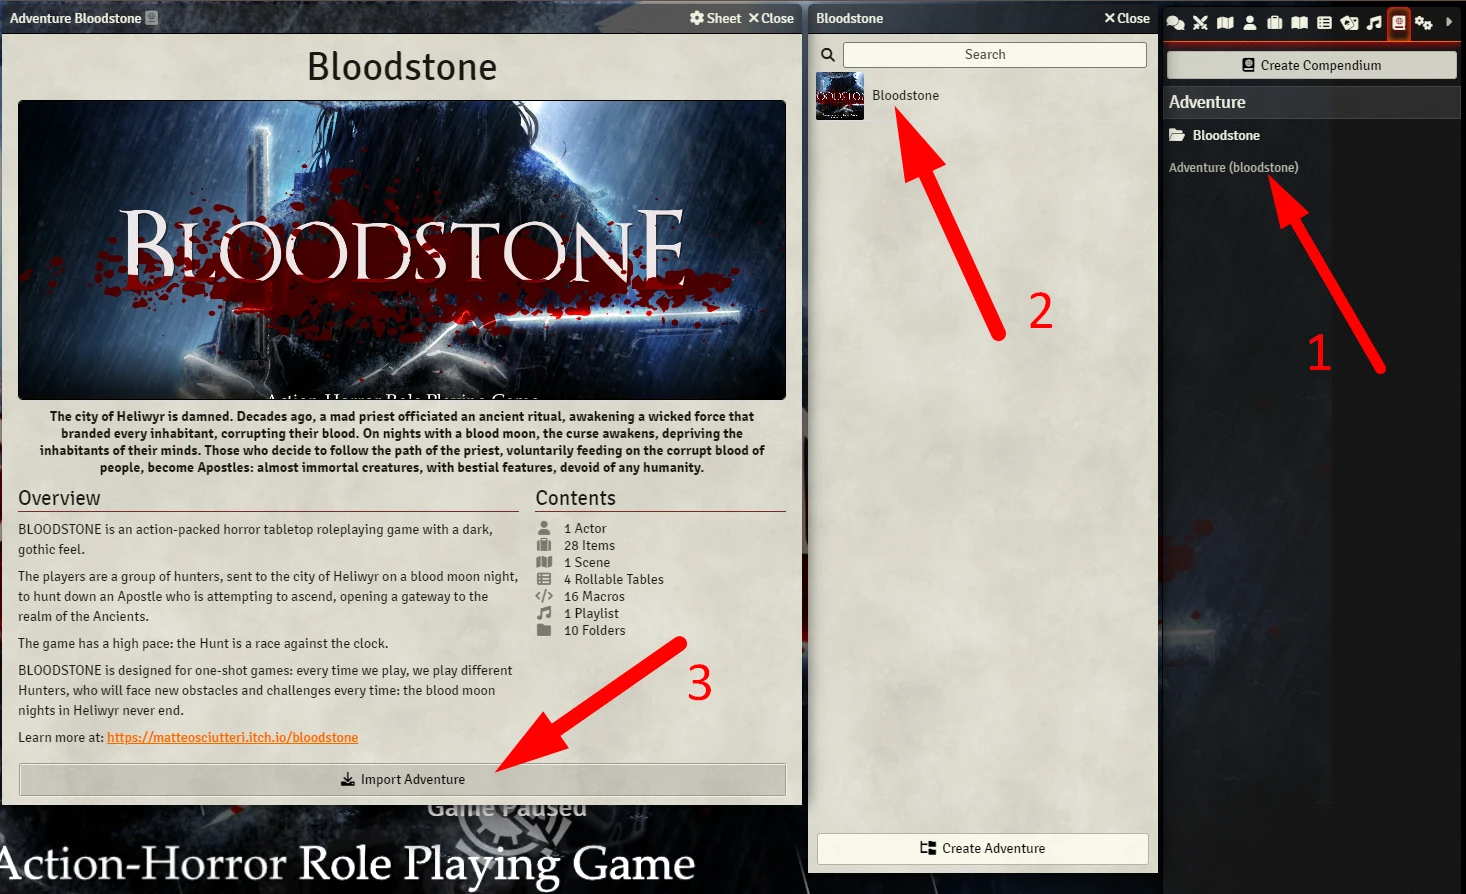 Adventure Bloodstone
Sheet
Close
Bloodstone
BLOODSTONE
The city of Heliwyr is damned. Decades ago, a mad priest officiated an ancient ritual, awakening a wicked force that
branded every inhabitant, corrupting their blood. On nights with a blood moon, the curse awakens, depriving the
inhabitants of their minds. Those who decide to follow the path of the priest, voluntarily feeding on the corrupt blood of
people, become Apostles: almost immortal creatures, with bestial features, devoid of any humanity.
Overview
BLOODSTONE is an action-packed horror tabletop roleplaying game with a dark,
gothic feel.
The players are a group of hunters, sent to the city of Heliwyr on a blood moon night,
to hunt down an Apostle who is attempting to ascend, opening a gateway to the
realm of the Ancients.
The game has a high pace: the Hunt is a race against the clock.
BLOODSTONE is designed for one-shot games: every time we play, we play different
Hunters, who will face new obstacles and challenges every time: the blood moon
nights in Heliwyr never end.
Learn more at: https://matteosciutteri.itch.io/bloodstone
Contents
1 Actor
28 Items
1 Scene
4 Rollable Tables
16 Macros
1 Playlist
10 Folders
3
Import Adventure
Game Paused
Action-Horror Role Playing Game
Bloodstone
Close
Search
BLOODSTONE
Bloodstone
2
Create Adventure
Create Compendium
Adventure
Bloodstone
Adventure (bloodstone)
1